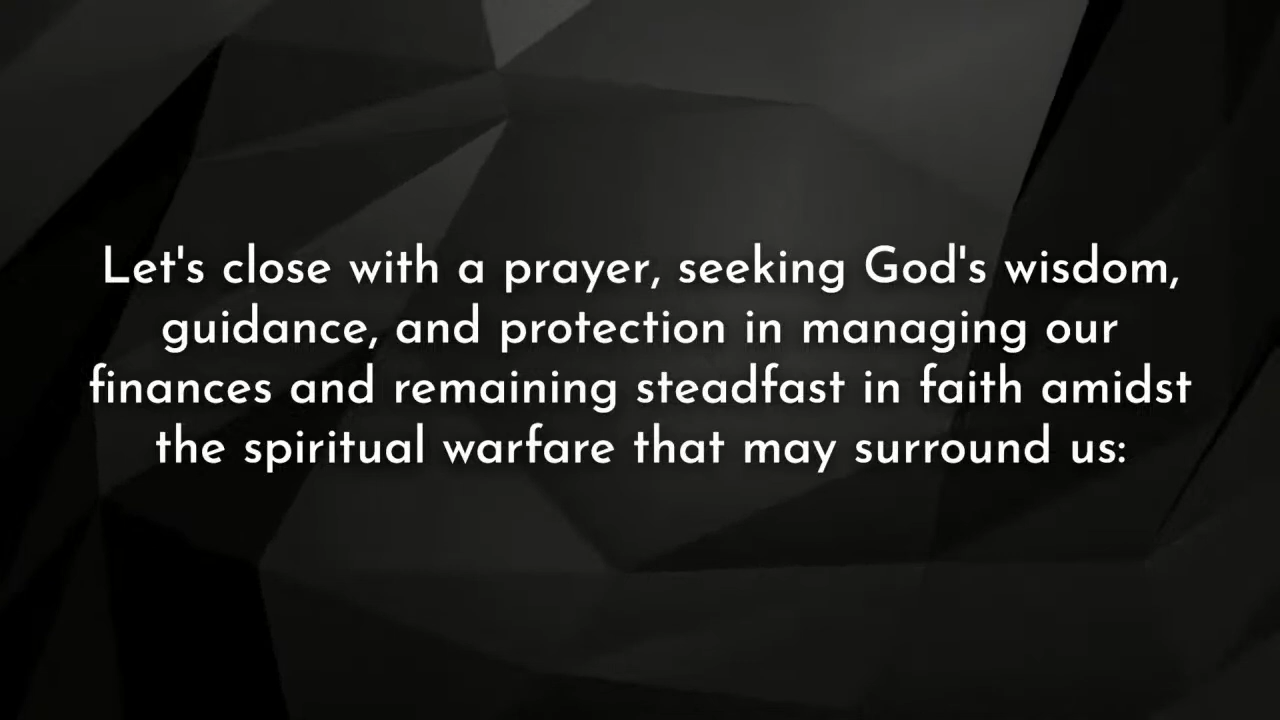 Let's close with a prayer, seeking God's wisdom,
guidance, and protection in managing our
finances and remaining steadfast in faith amidst
the spiritual warfare that may surround us: